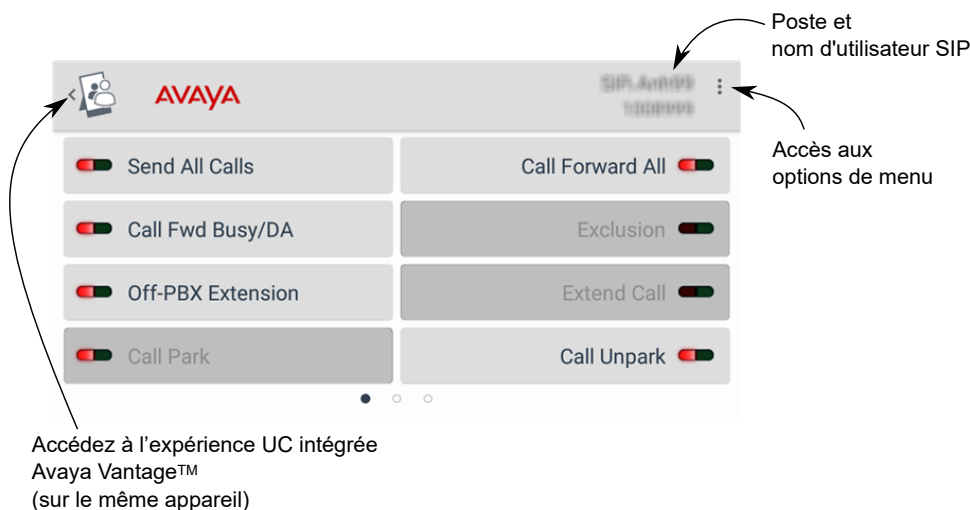 Poste et
nom d'utilisateur SIP
AVAYA
Accès aux
options de menu
Send All Calls
Call Forward All
Call Fwd Busy/DA
Exclusion
Off-PBX Extension
Extend Call
Call Park
Call Unpark
Accédez à l’expérience UC intégrée
Avaya Vantage™
(sur le même appareil)